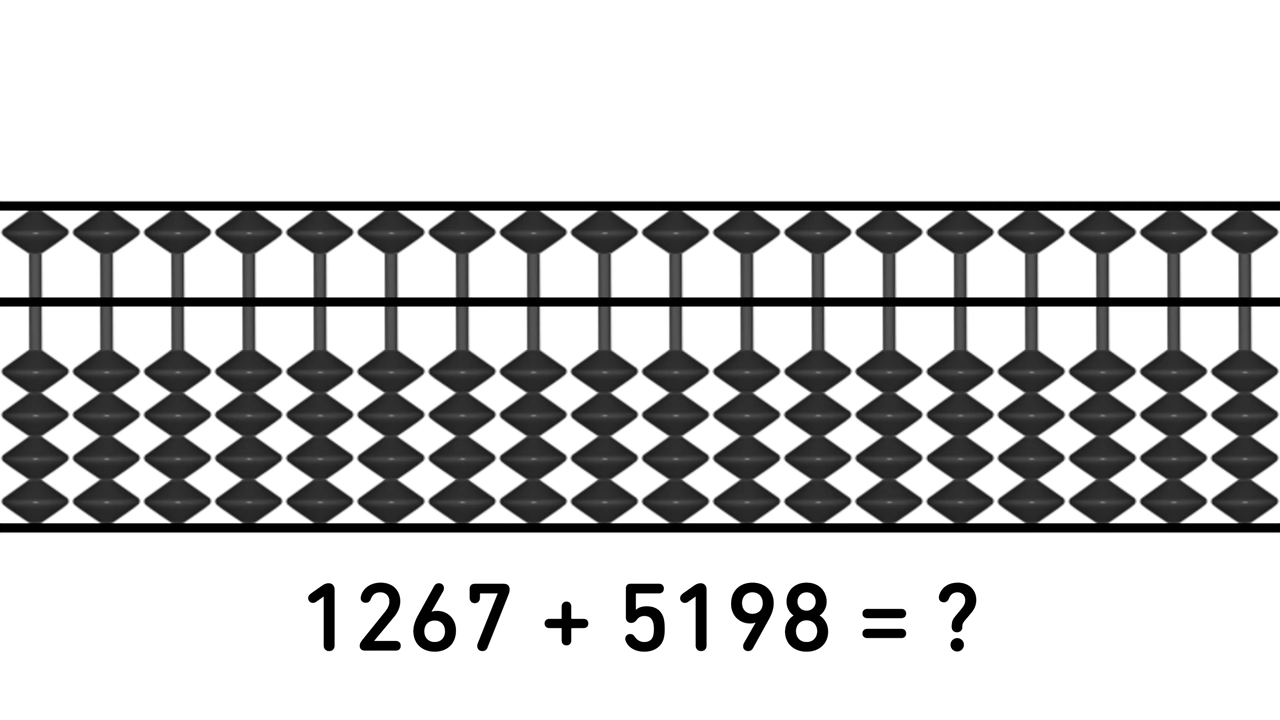 1267 + 5198 = ?